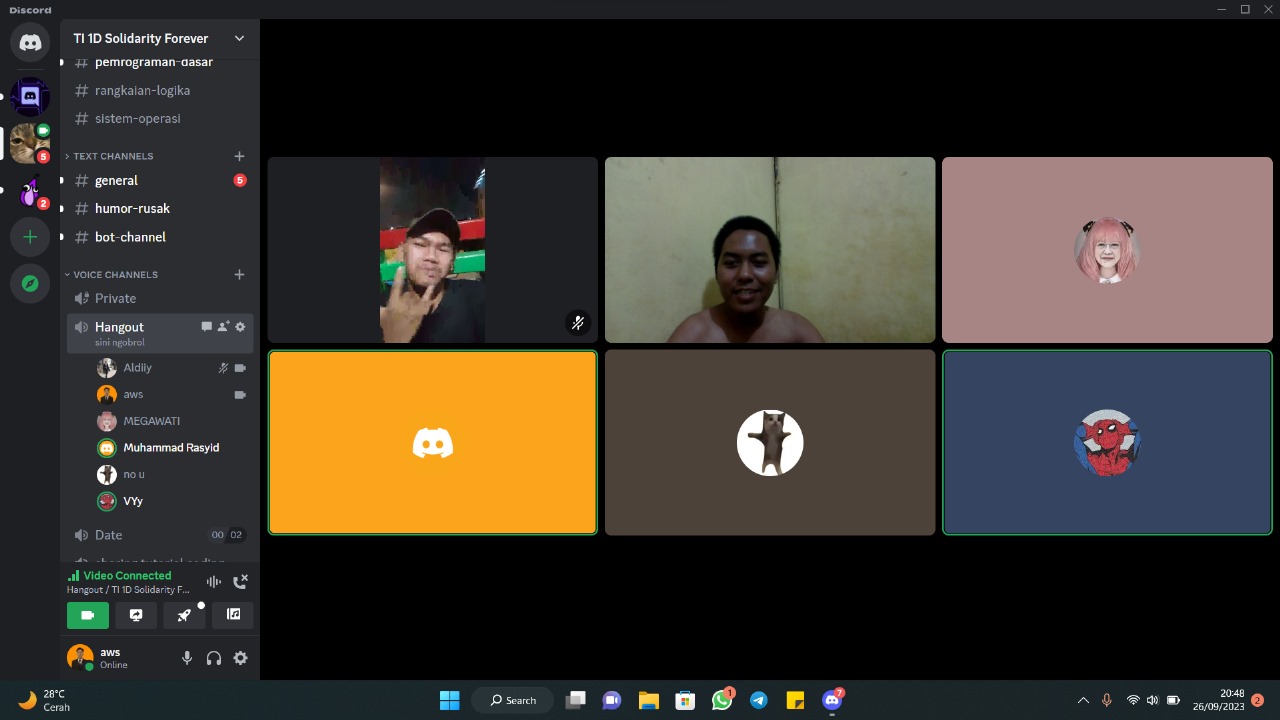 Discord
TI 1D Solidarity Forever
pemrograman-dasar
rangkaian-logika
sistem-operasi
TEXT CHANNELS
general
5
humor-rusak
bot-channel
VOICE CHANNELS
Private
Hangout
sini ngobrol
Aldliy
aws
MEGAWATI
Muhammad Rasyid
no u
VYy
Date
00 02
Video Connected
Hangout / TI 1D Solidarity F...
aws
Online
5
2
28°C
Cerah
Search
1
7
20:48
26/09/2023
2